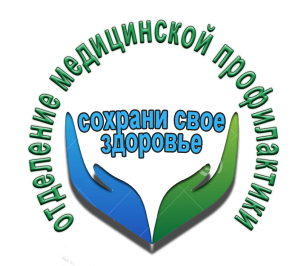 отделение медицинской профилактики
сохрани свое
здоровье